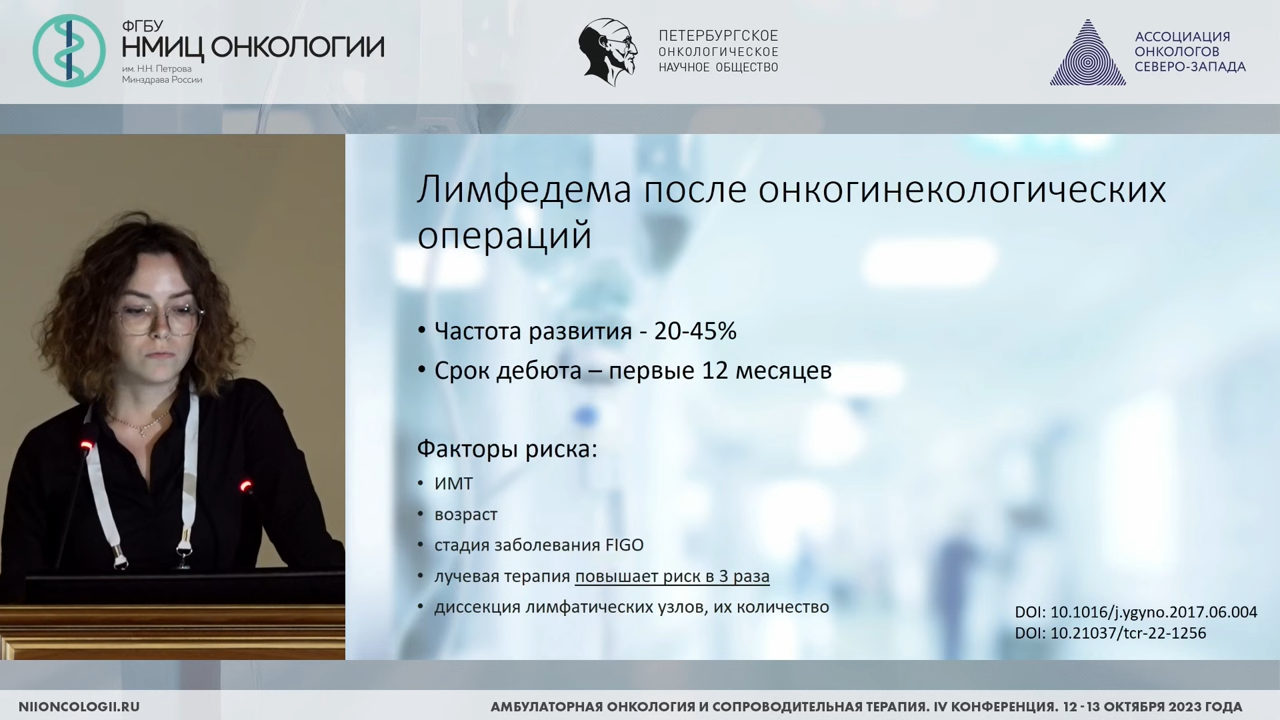 ФГБУ
НМИЦ ОНКОЛОГИИ
им. Н.Н. Петрова
Минздрава России
ПЕТЕРБУРГСКОЕ
ОНКОЛОГИЧЕСКОЕ
НАУЧНОЕ ОБЩЕСТВО
АССОЦИАЦИЯ
ОНКОЛОГОВ
СЕВЕРО-ЗАПАДА
Лимфедема после онкогинекологических
операций
• Частота развития - 20-45%
• Срок дебюта – первые 12 месяцев
Факторы риска:
• ИМТ
• возраст
• стадия заболевания FIGO
• лучевая терапия повышает риск в 3 раза
• диссекция лимфатических узлов, их количество
DOI: 10.1016/j.ygyno.2017.06.004
DOI: 10.21037/tcr-22-1256
NIIONCOLOGII.RU
АМБУЛАТОРНАЯ ОНКОЛОГИЯ И СОПРОВОДИТЕЛЬНАЯ ТЕРАПИЯ. IV КОНФЕРЕНЦИЯ. 12-13 ОКТЯБРЯ 2023 ГОДА